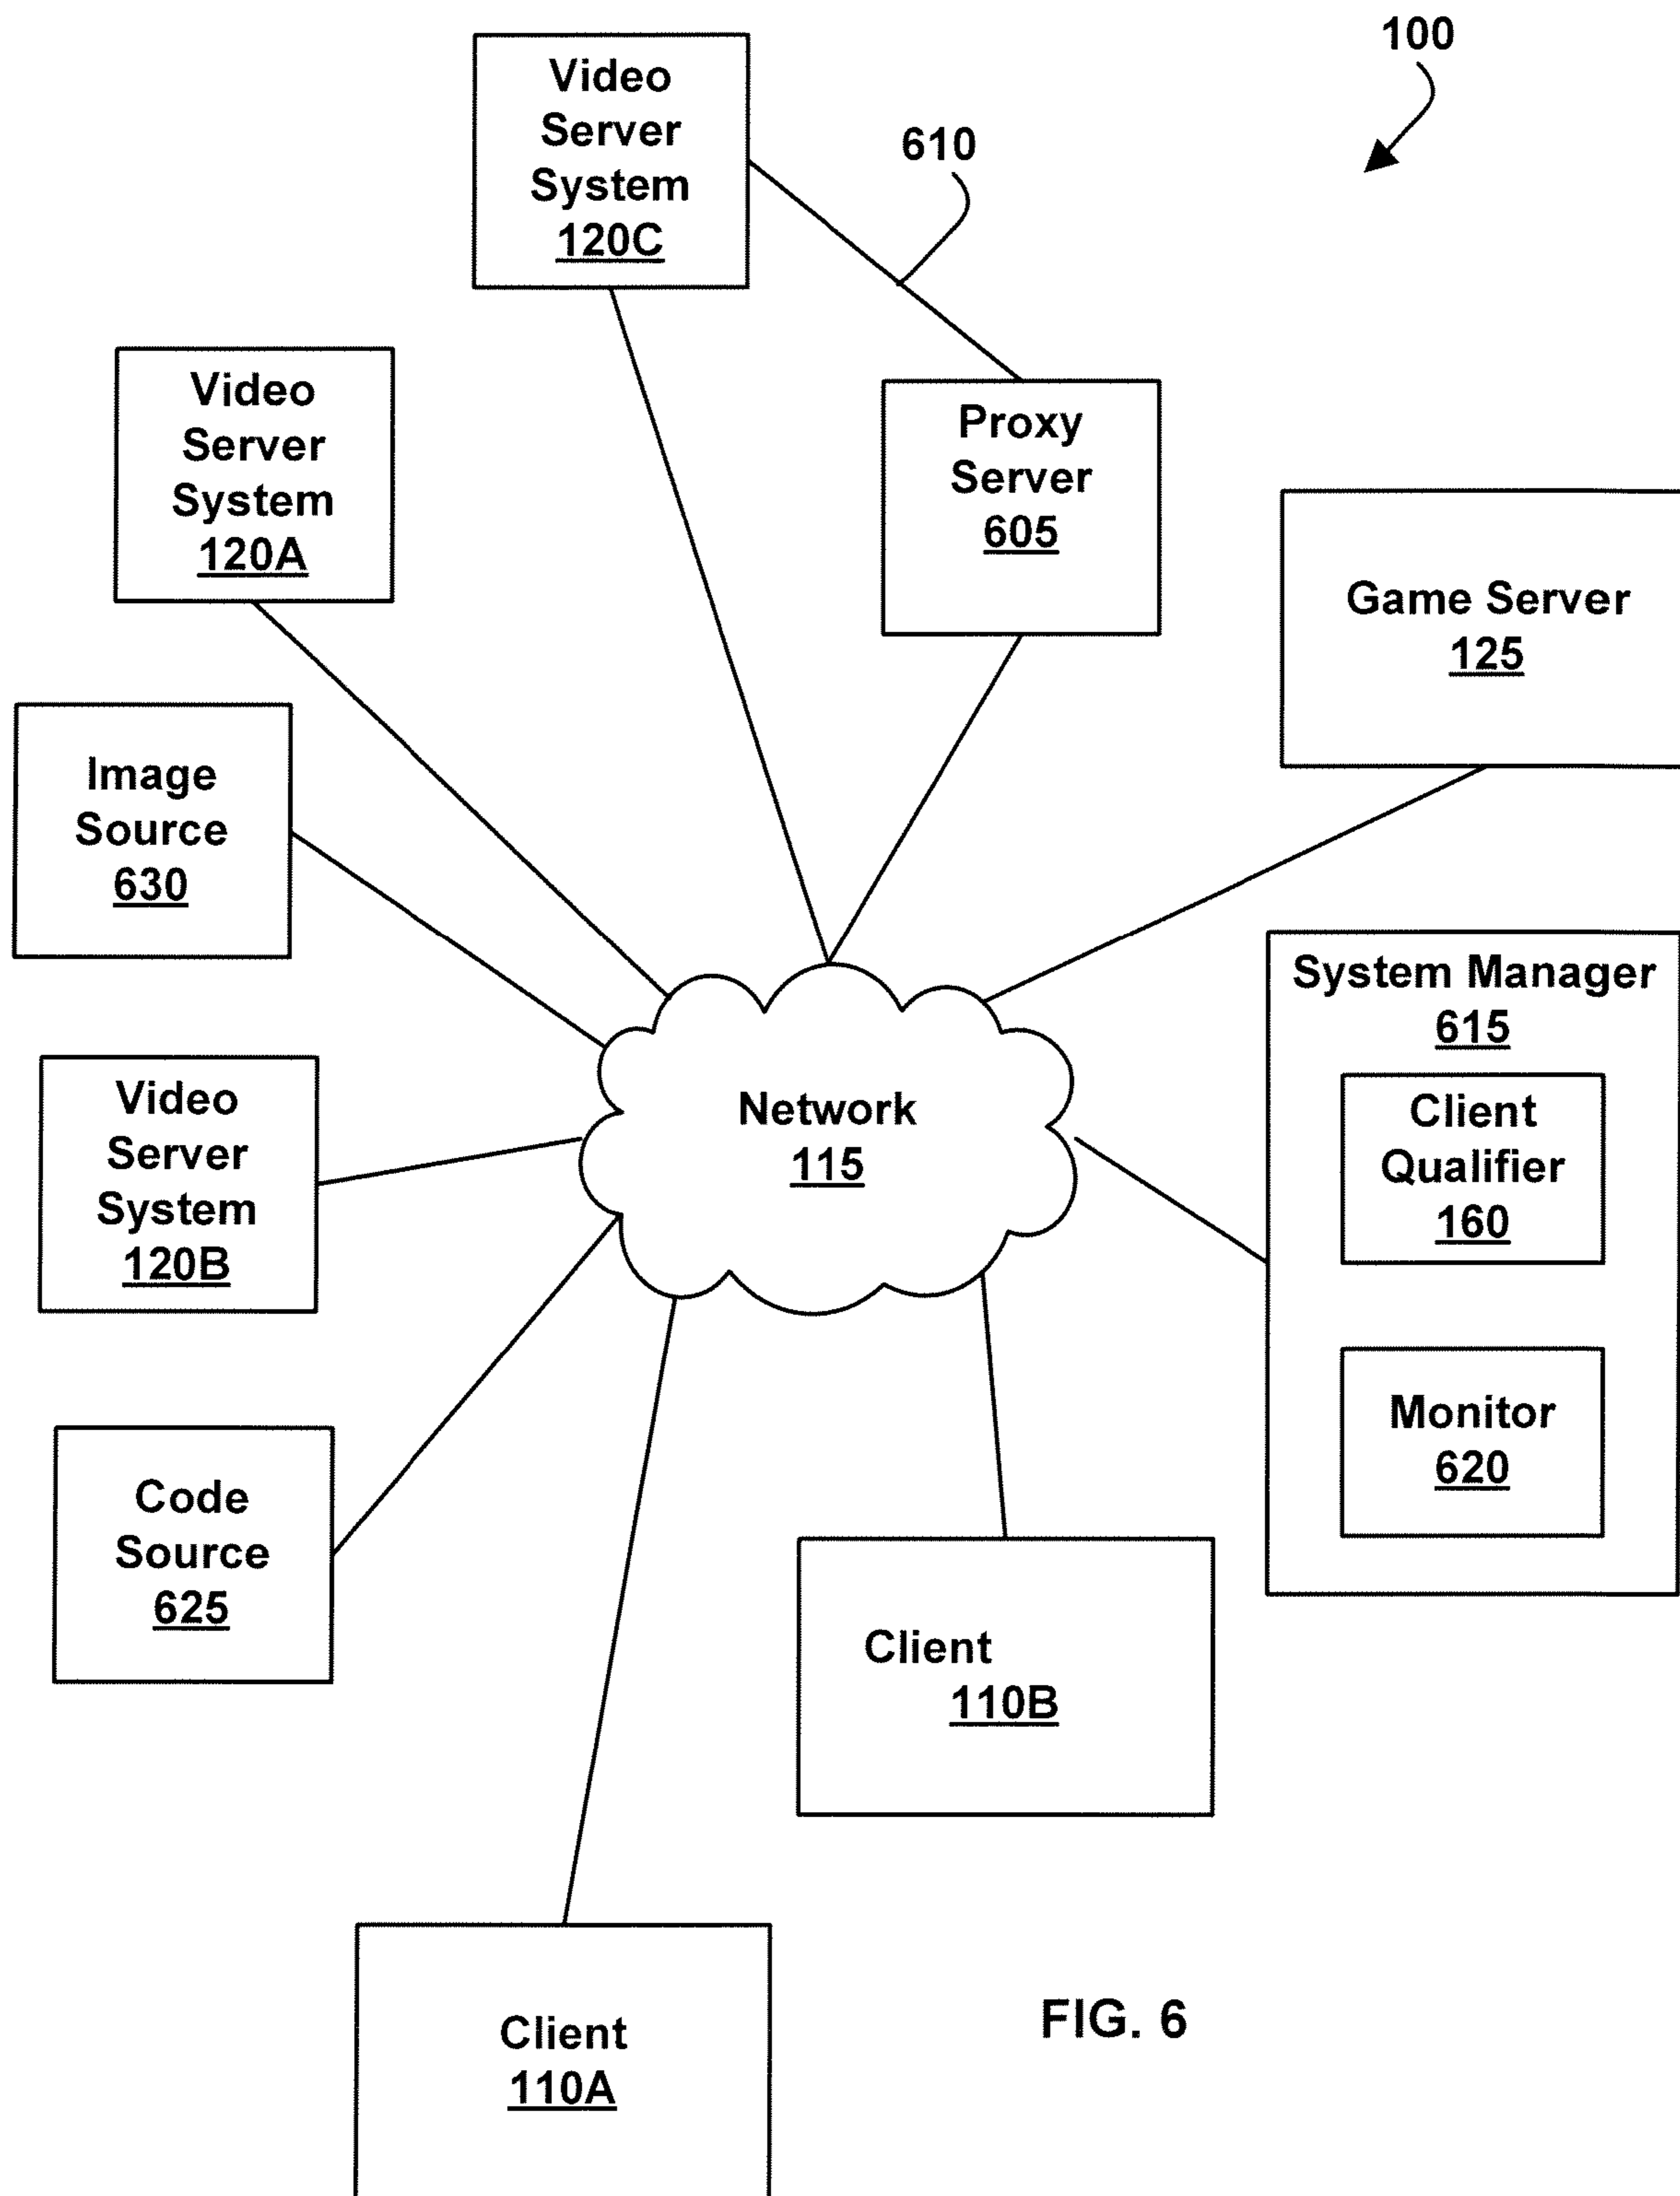 100
Video
Server
System
120C
610
Video
Server
System
120A
Proxy
Server
605
Game Server
125
Image
Source
630
System Manager
615
Client
Qualifier
160
Monitor
620
Network
115
Video
Server
System
120B
Code
Source
625
Client
110B
Client
110A
FIG. 6